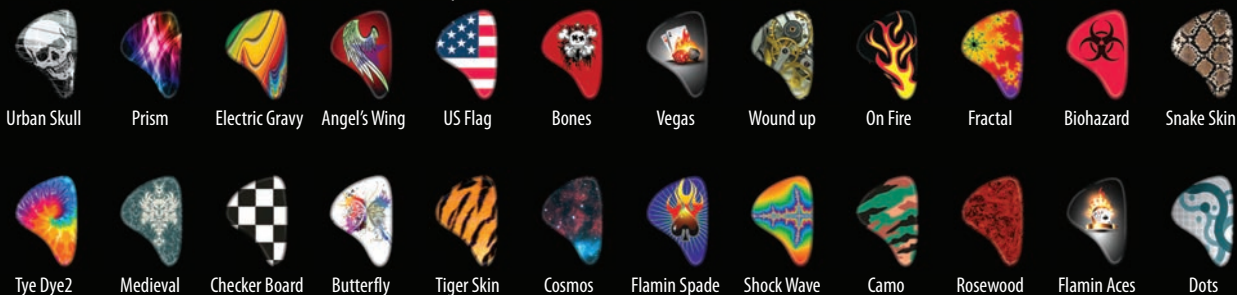 Urban Skull Prism Electric Gravy Angel's Wing US Flag Bones Vegas Wound up On Fire Fractal Biohazard Snake Skin
Tye Dye2 Medieval Checker Board Butterfly Tiger Skin Cosmos Flamin Spade Shock Wave Camo Rosewood Flamin Aces Dots